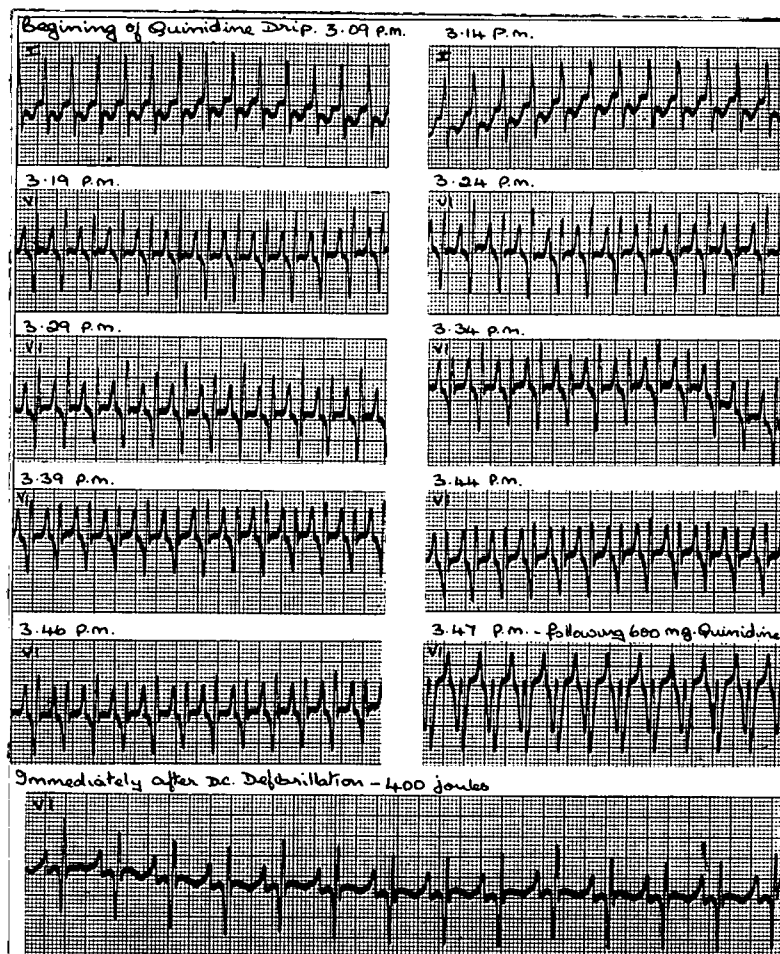 Begining of Quinidine Drip. 3.09 p.m.
3.14 P.m.
I
I
3.19 P.m.
3.24 P.m.
V1
V1
3.29 P.m.
3.34 P.m.
V1
V1
3.39 P.m.
3.44 P.m.
V1
V1
3.46 p.m.
3.47 P.m. - following 600 mg. Quinidine
V1
V1
Immediately after D.C. Defibrillation - 400 joules
V1